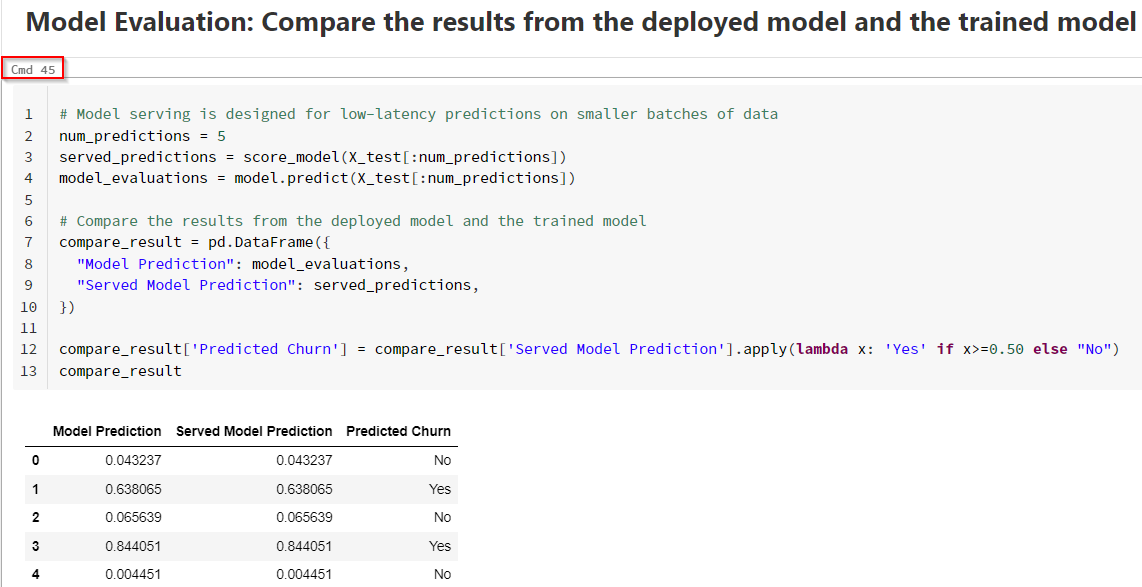 Model Evaluation: Compare the results from the deployed model and the trained model
Cmd 45
1 # Model serving is designed for low-latency predictions on smaller batches of data
2 num_predictions = 5
3 served_predictions = score_model(X_test[:num_predictions])
4 model_evaluations = model.predict(X_test[:num_predictions])
5
6 # Compare the results from the deployed model and the trained model
7 compare_result = pd.DataFrame({
8   "Model Prediction": model_evaluations,
9   "Served Model Prediction": served_predictions,
10 })
11
12 compare_result['Predicted Churn'] = compare_result['Served Model Prediction'].apply(lambda x: 'Yes' if x>=0.50 else "No")
13 compare_result
Model Prediction Served Model Prediction Predicted Churn
0 0.043237 0.043237 No
1 0.638065 0.638065 Yes
2 0.065639 0.065639 No
3 0.844051 0.844051 Yes
4 0.004451 0.004451 No